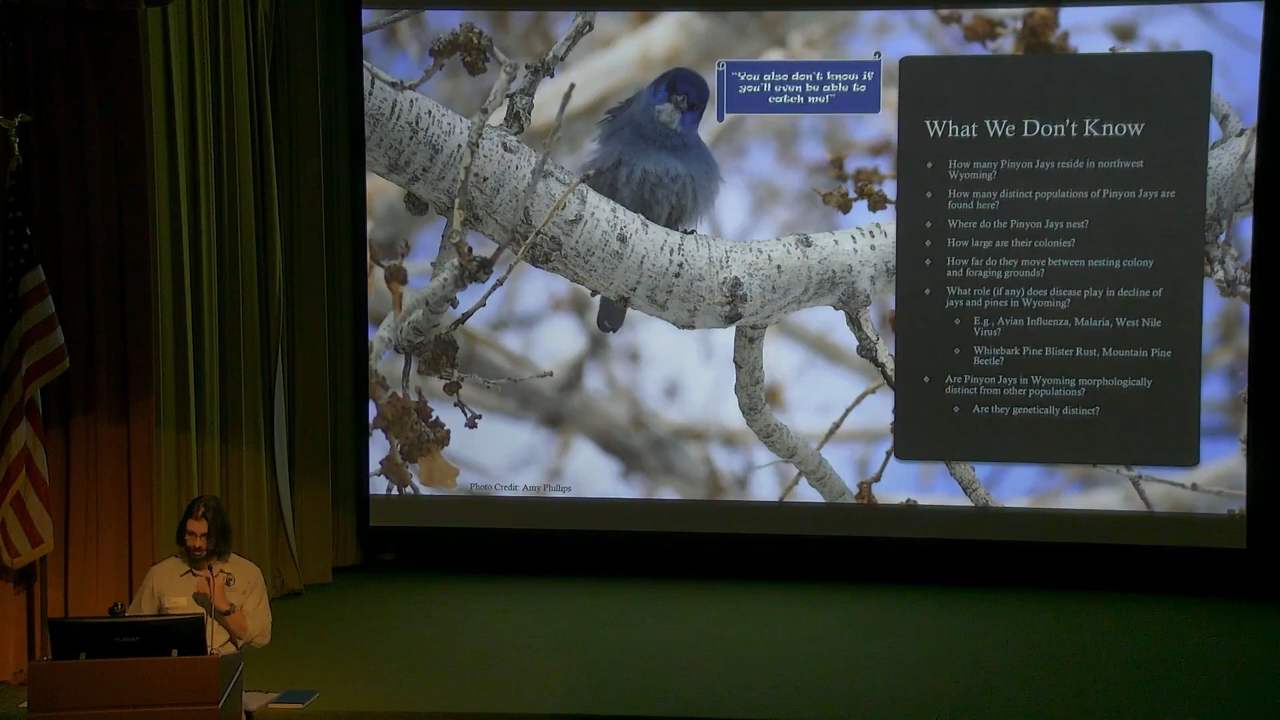 "You also don't know if
you'll even be able to
catch me!"
What We Don't Know
How many Pinyon Jays reside in northwest
Wyoming?
How many distinct populations of Pinyon Jays are
found here?
Where do the Pinyon Jays nest?
How large are their colonies?
How far do they move between nesting colony
and foraging grounds?
What role (if any) does disease play in decline of
jays and pines in Wyoming?
E.g., Avian Influenza, Malaria, West Nile
Virus?
Whitebark Pine Blister Rust, Mountain Pine
Beetle?
Are Pinyon Jays in Wyoming morphologically
distinct from other populations?
Are they genetically distinct?
Photo Credit: Amy Phillips